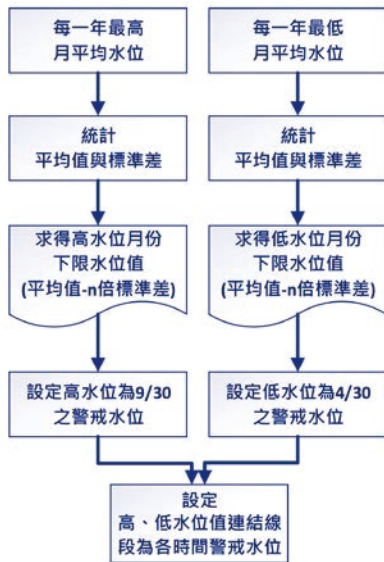 每一年最高
月平均水位
每一年最低
月平均水位
統計
平均值與標準差
統計
平均值與標準差
求得高水位月份
下限水位值
(平均值-n倍標準差)
求得低水位月份
下限水位值
(平均值-n倍標準差)
設定高水位為9/30
之警戒水位
設定低水位為4/30
之警戒水位
設定
高、低水位值連結線
段為各時間警戒水位